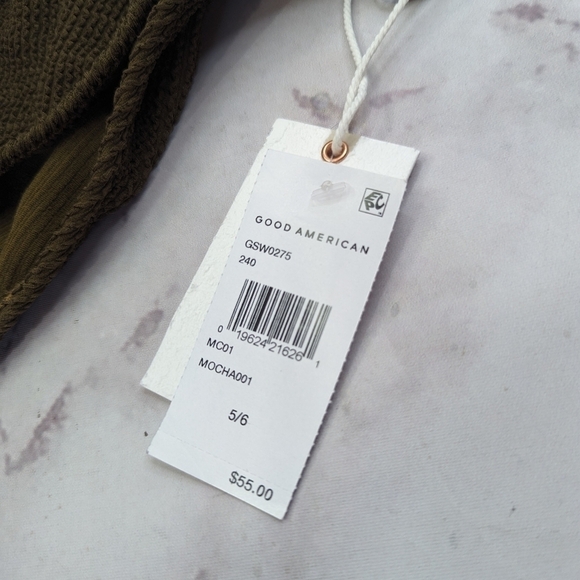 GOOD AMERICAN
GSW0275
240
0 19624 21626 1
MC01
MOCHA001
5/6
$55.00